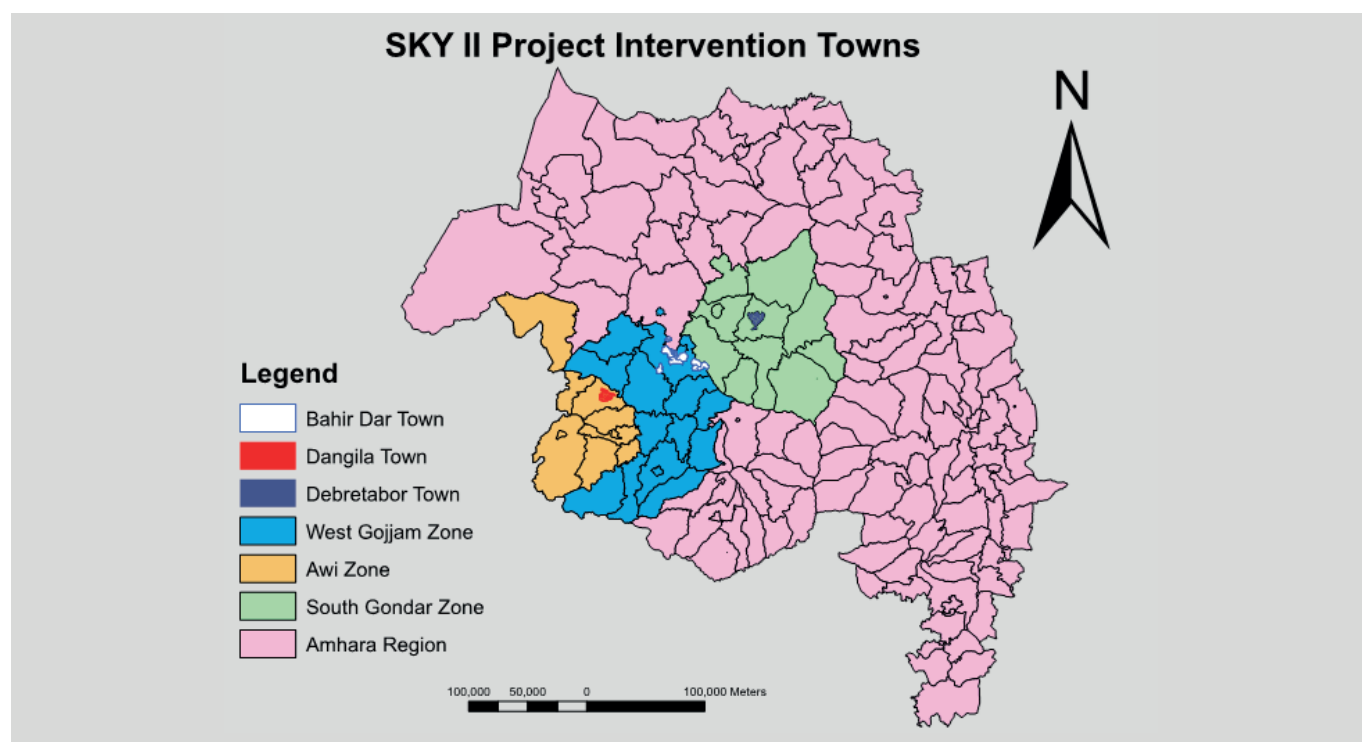 SKY II Project Intervention Towns
N
Legend
Bahir Dar Town
Dangila Town
Debretabor Town
West Gojjam Zone
Awi Zone
South Gondar Zone
Amhara Region
100,000 50,000 0 100,000 Meters